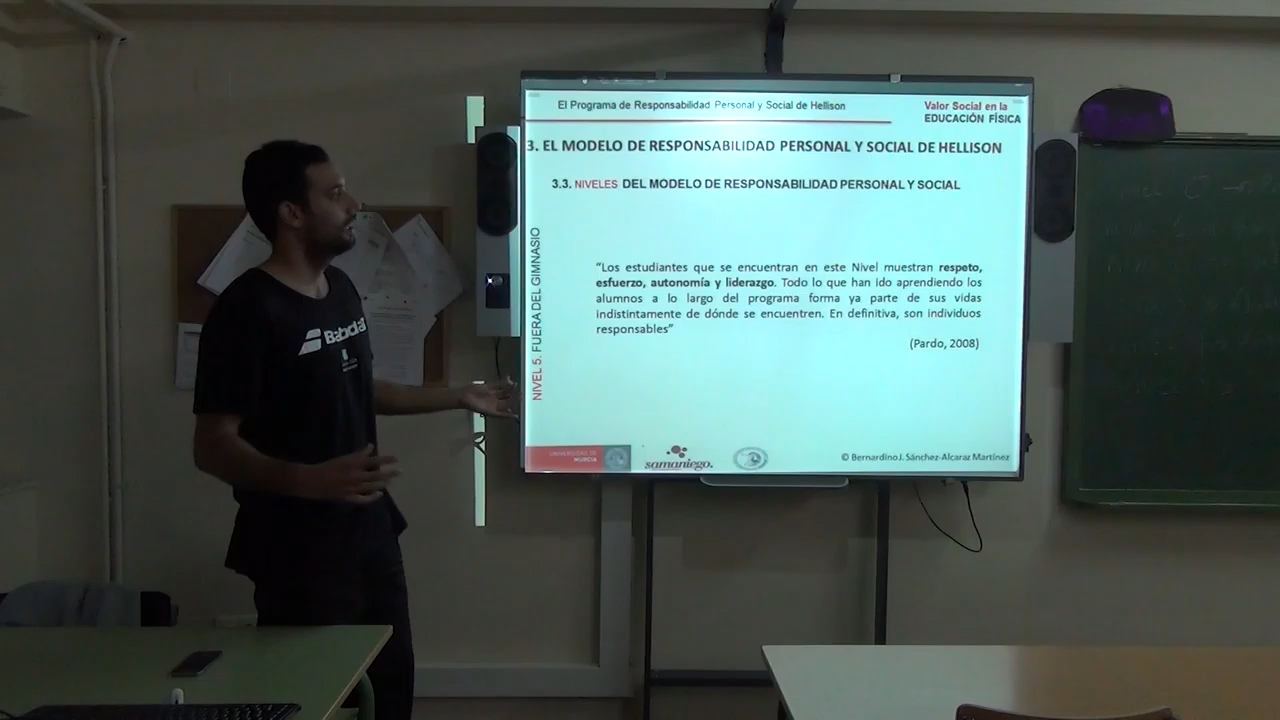 El Programa de Responsabilidad Personal y Social de Hellison
Valor Social en la
EDUCACIÓN FÍSICA
3. EL MODELO DE RESPONSABILIDAD PERSONAL Y SOCIAL DE HELLISON
3.3. NIVELES DEL MODELO DE RESPONSABILIDAD PERSONAL Y SOCIAL
NIVEL 5. FUERA DEL GIMNASIO
“Los estudiantes que se encuentran en este Nivel muestran respeto,
esfuerzo, autonomía y liderazgo. Todo lo que han ido aprendiendo los
alumnos a lo largo del programa forma ya parte de sus vidas
indistintamente de dónde se encuentren. En definitiva, son individuos
responsables”
(Pardo, 2008)
UNIVERSIDAD DE
MURCIA
samaniego.
© Bernardino J. Sánchez-Alcaraz Martínez
Babolat